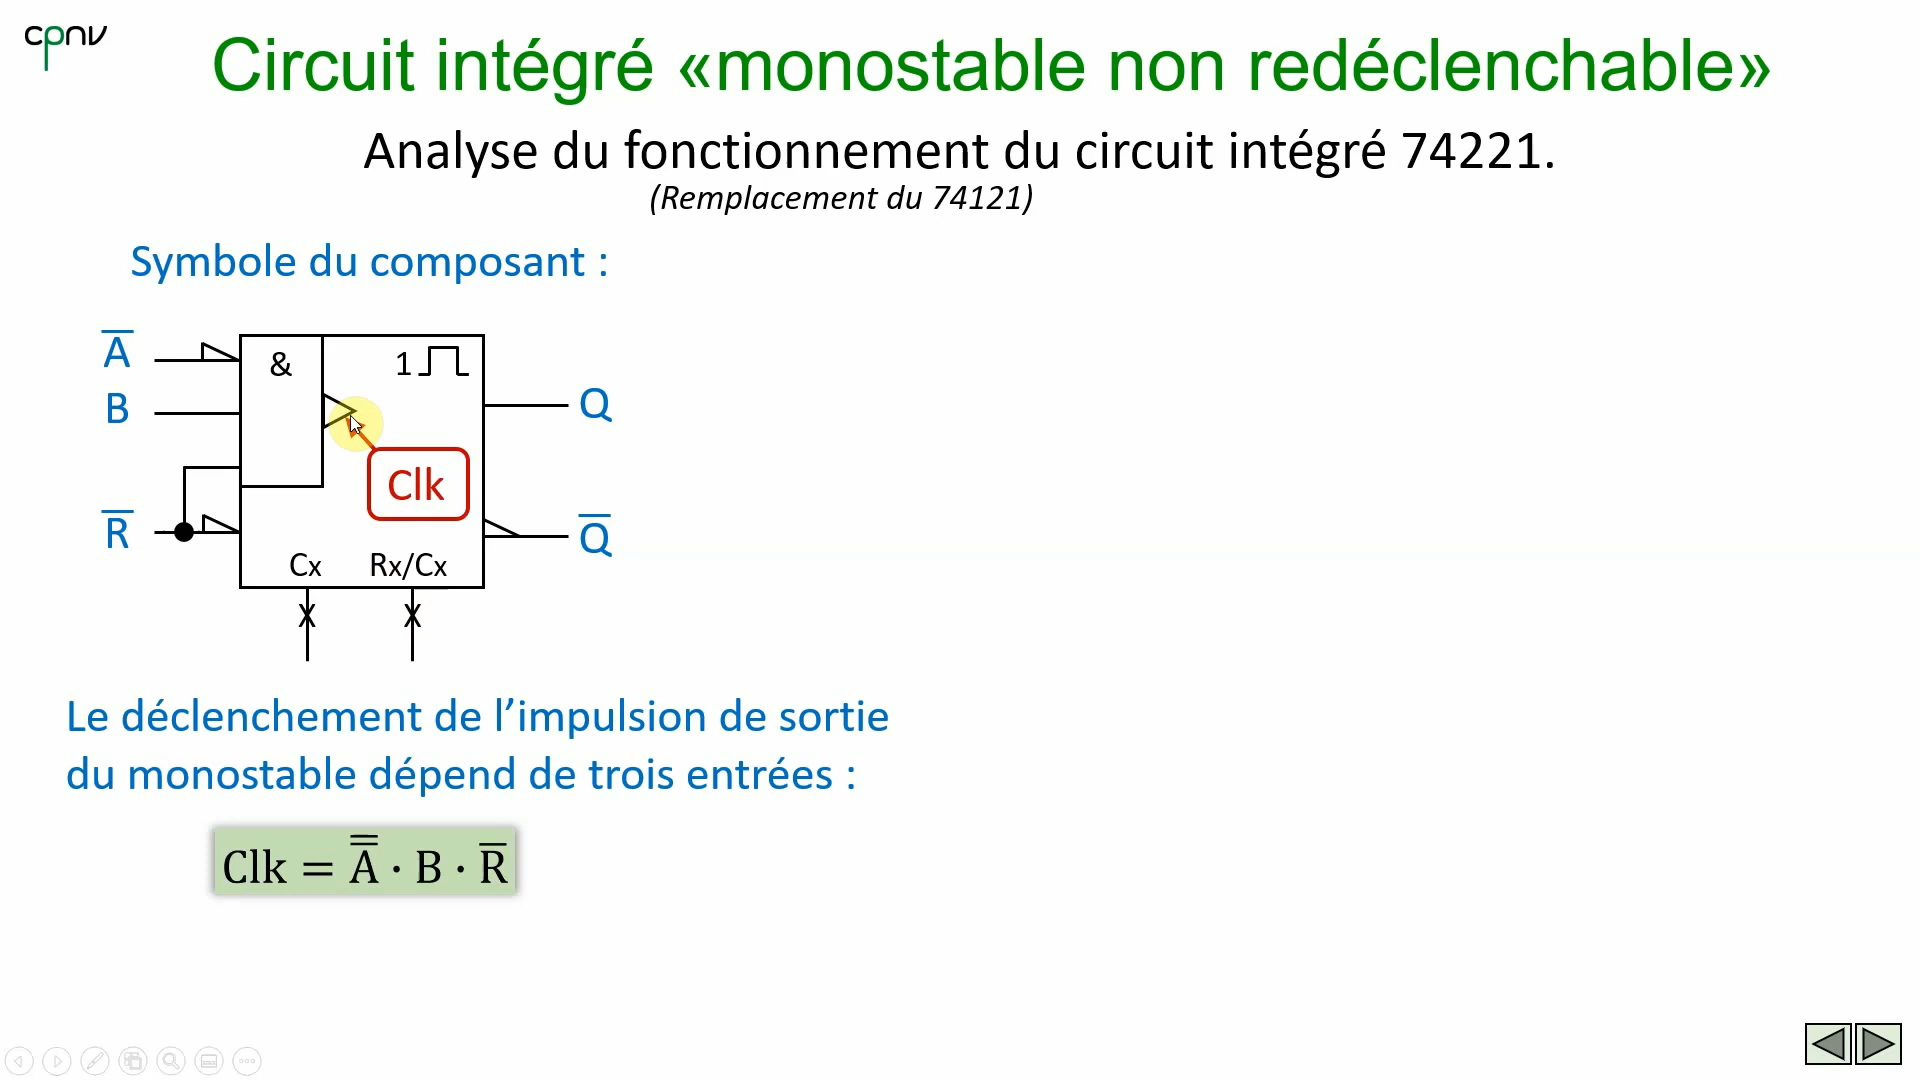 cpnv
Circuit intégré «monostable non redéclenchable»
Analyse du fonctionnement du circuit intégré 74221.
(Remplacement du 74121)
Symbole du composant :
A̅
&
1
B
Q
Clk
R̅
Q̅
Cx
Rx/Cx
Le déclenchement de l’impulsion de sortie
du monostable dépend de trois entrées :
Clk = A̿ · B · R̅